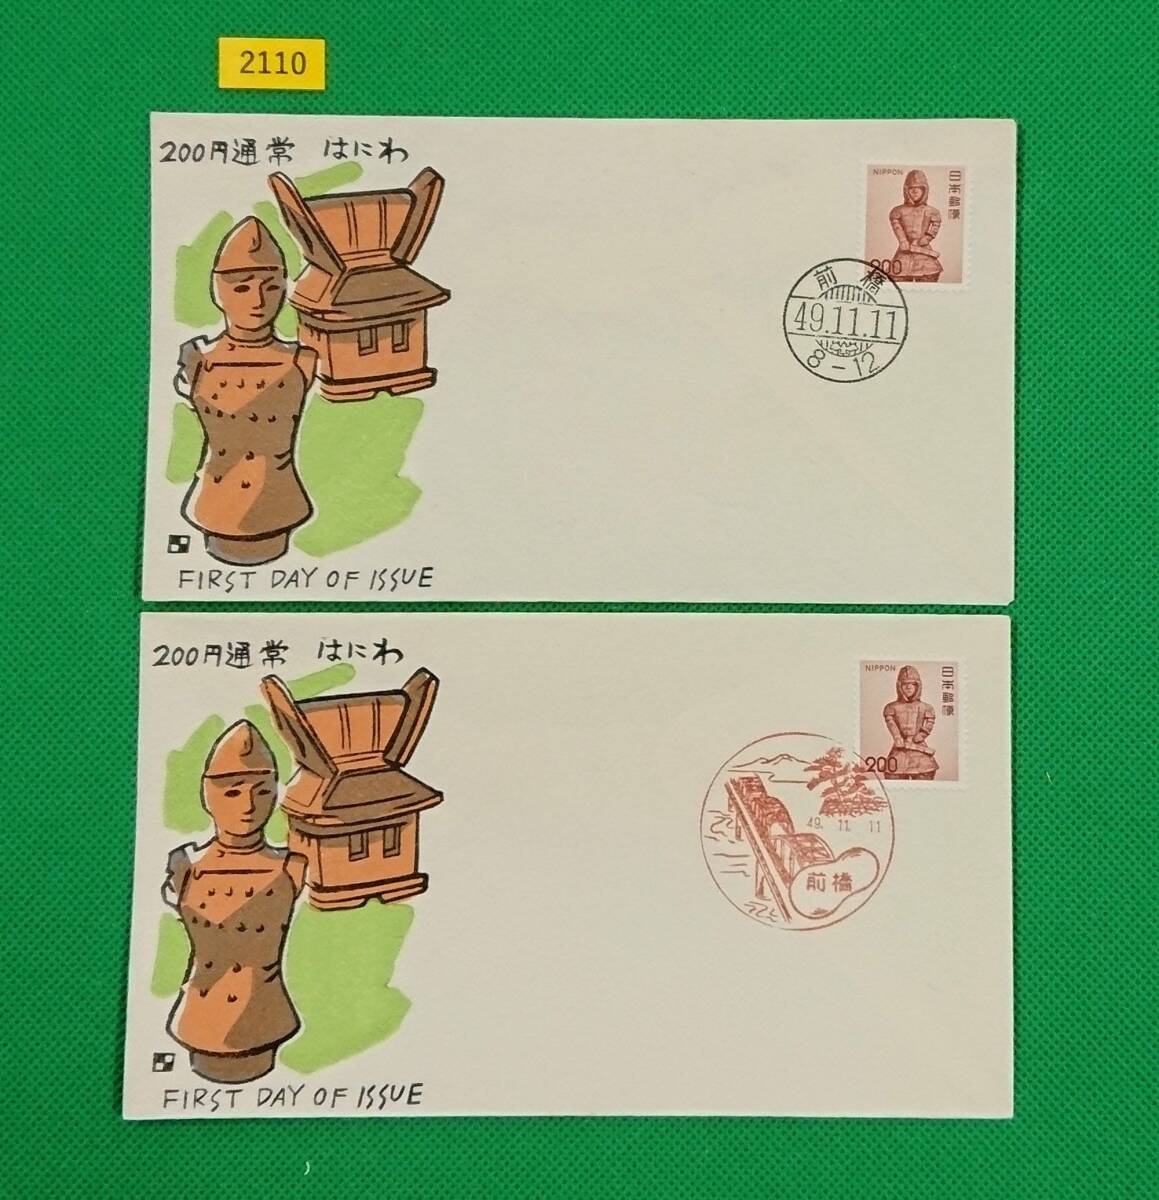 2110
200円通常 はにわ
NIPPON
日本郵便
200
前橋
49.11.11
8-12
FIRST DAY OF ISSUE
200円通常 はにわ
NIPPON
日本郵便
200
49. 11. 11
前橋
FIRST DAY OF ISSUE